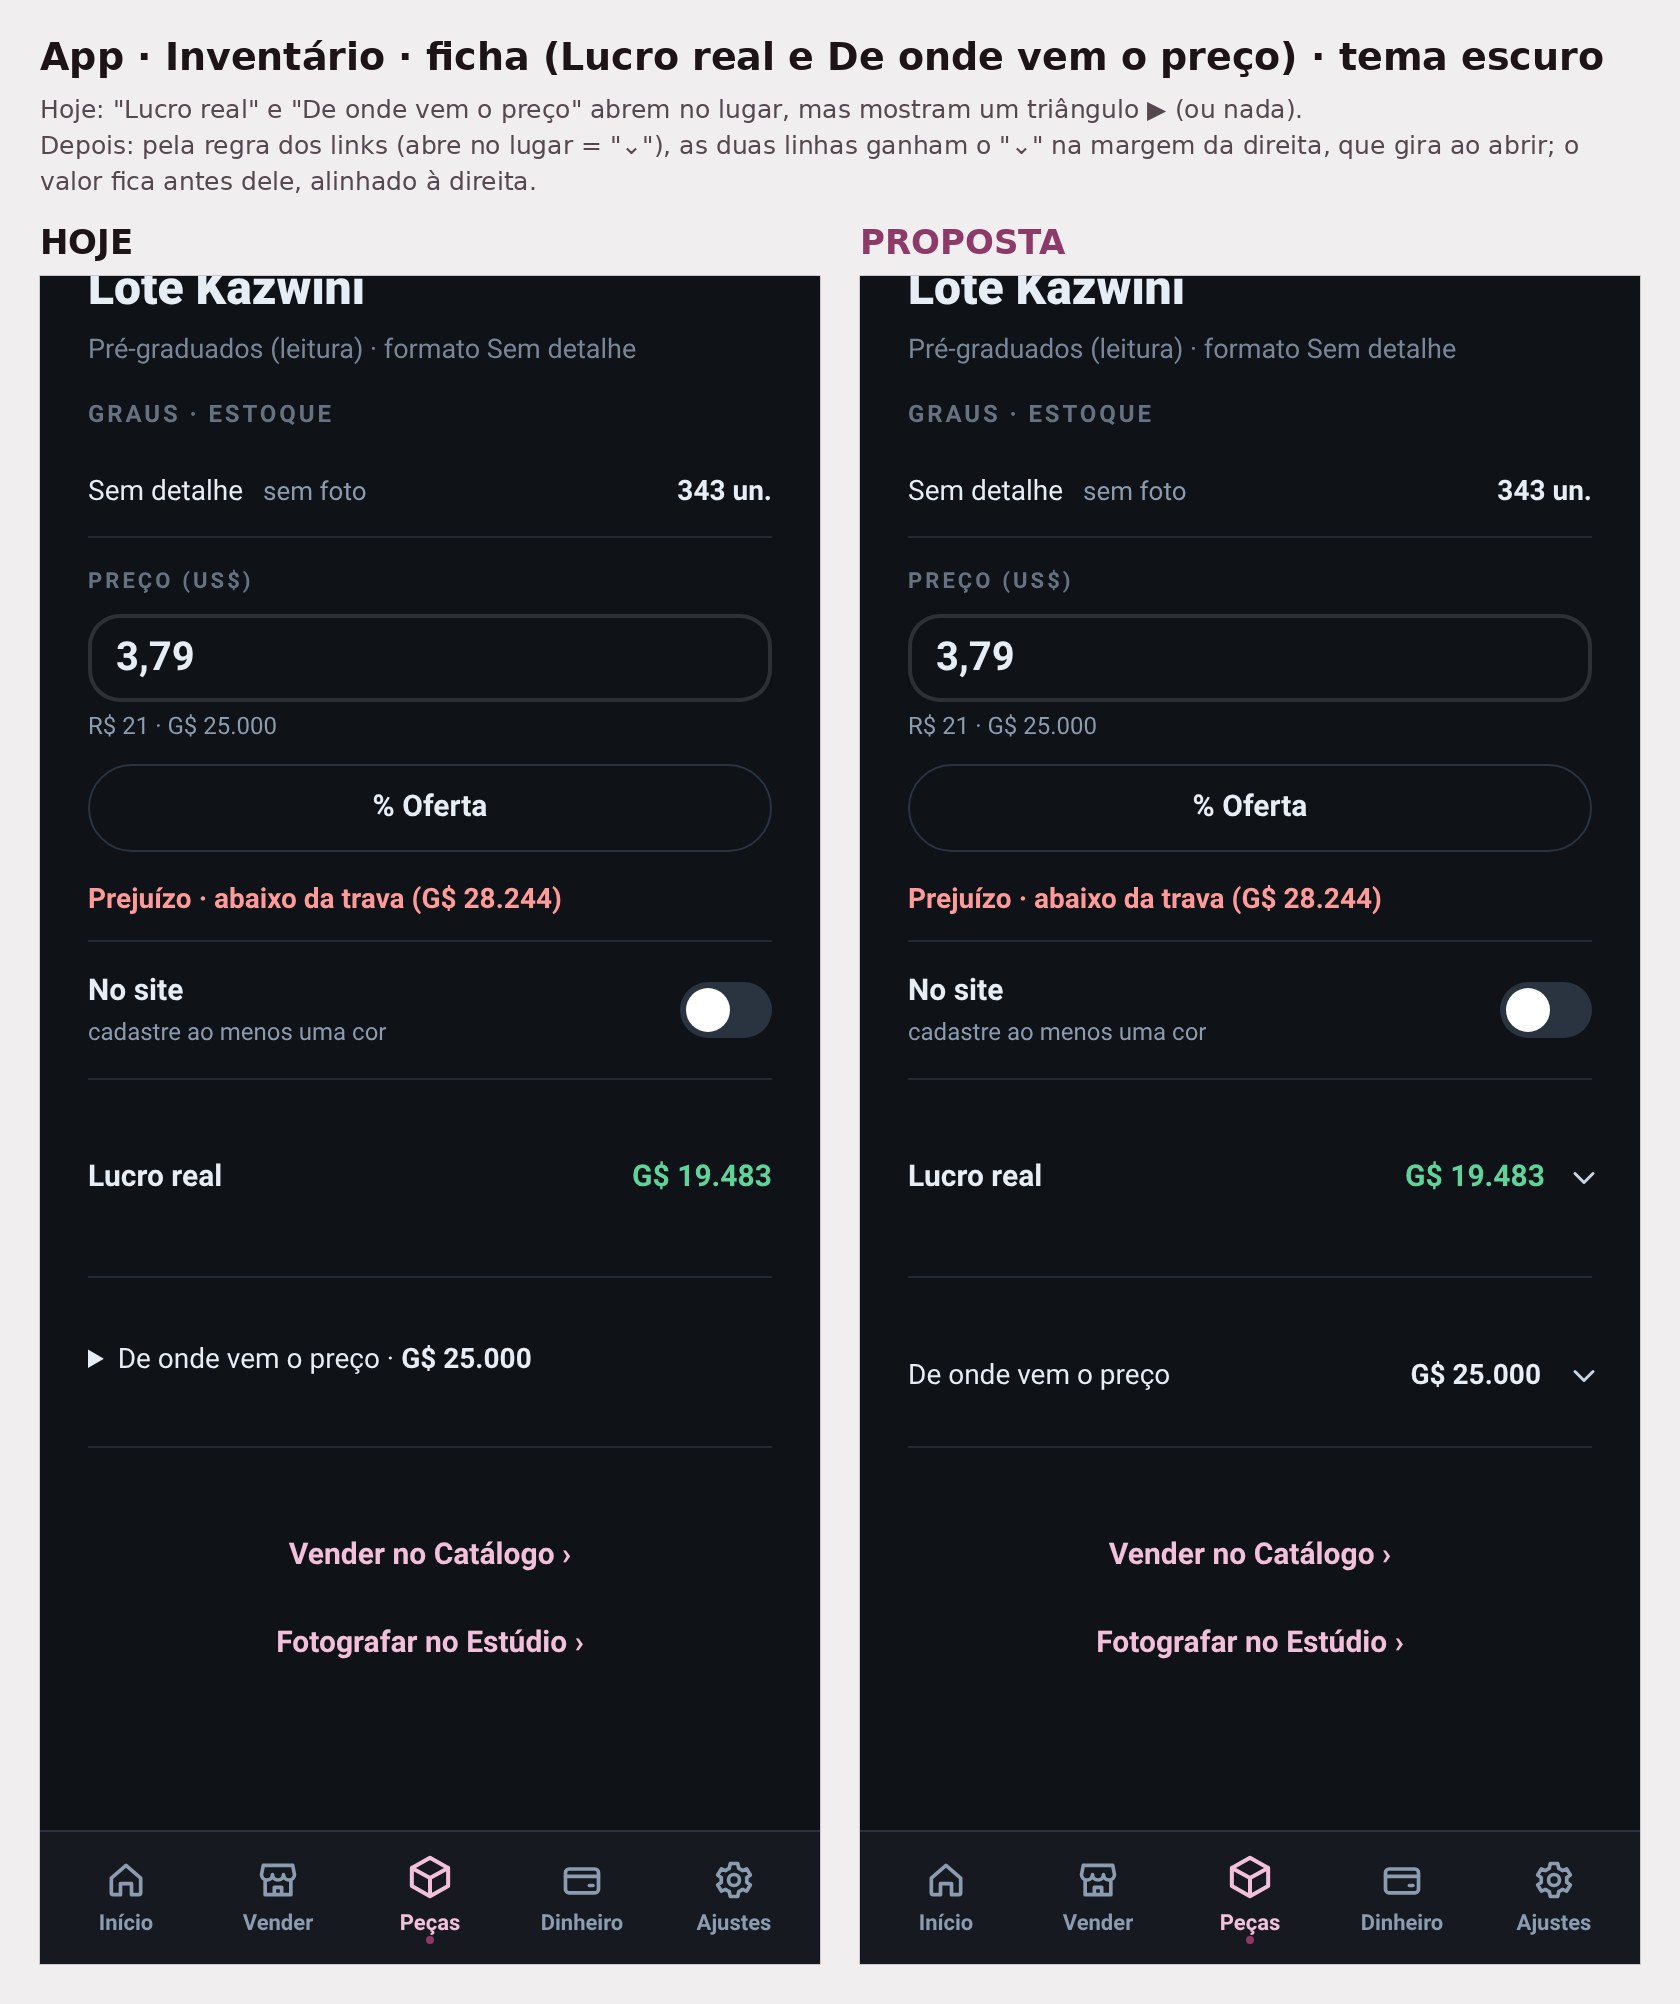 App · Inventário · ficha (Lucro real e De onde vem o preço) · tema escuro
Hoje: "Lucro real" e "De onde vem o preço" abrem no lugar, mas mostram um triângulo ▶ (ou nada).
Depois: pela regra dos links (abre no lugar = "⌄"), as duas linhas ganham o "⌄" na margem da direita, que gira ao abrir; o
valor fica antes dele, alinhado à direita.
HOJE
Lote Kazwini
Pré-graduados (leitura) · formato Sem detalhe
GRAUS · ESTOQUE
Sem detalhe sem foto 343 un.
PREÇO (US$)
3,79
R$ 21 · G$ 25.000
% Oferta
Prejuízo · abaixo da trava (G$ 28.244)
No site
cadastre ao menos uma cor
Lucro real G$ 19.483
▶ De onde vem o preço · G$ 25.000
Vender no Catálogo ›
Fotografar no Estúdio ›
Início Vender Peças Dinheiro Ajustes
PROPOSTA
Lote Kazwini
Pré-graduados (leitura) · formato Sem detalhe
GRAUS · ESTOQUE
Sem detalhe sem foto 343 un.
PREÇO (US$)
3,79
R$ 21 · G$ 25.000
% Oferta
Prejuízo · abaixo da trava (G$ 28.244)
No site
cadastre ao menos uma cor
Lucro real G$ 19.483 ⌄
De onde vem o preço G$ 25.000 ⌄
Vender no Catálogo ›
Fotografar no Estúdio ›
Início Vender Peças Dinheiro Ajustes